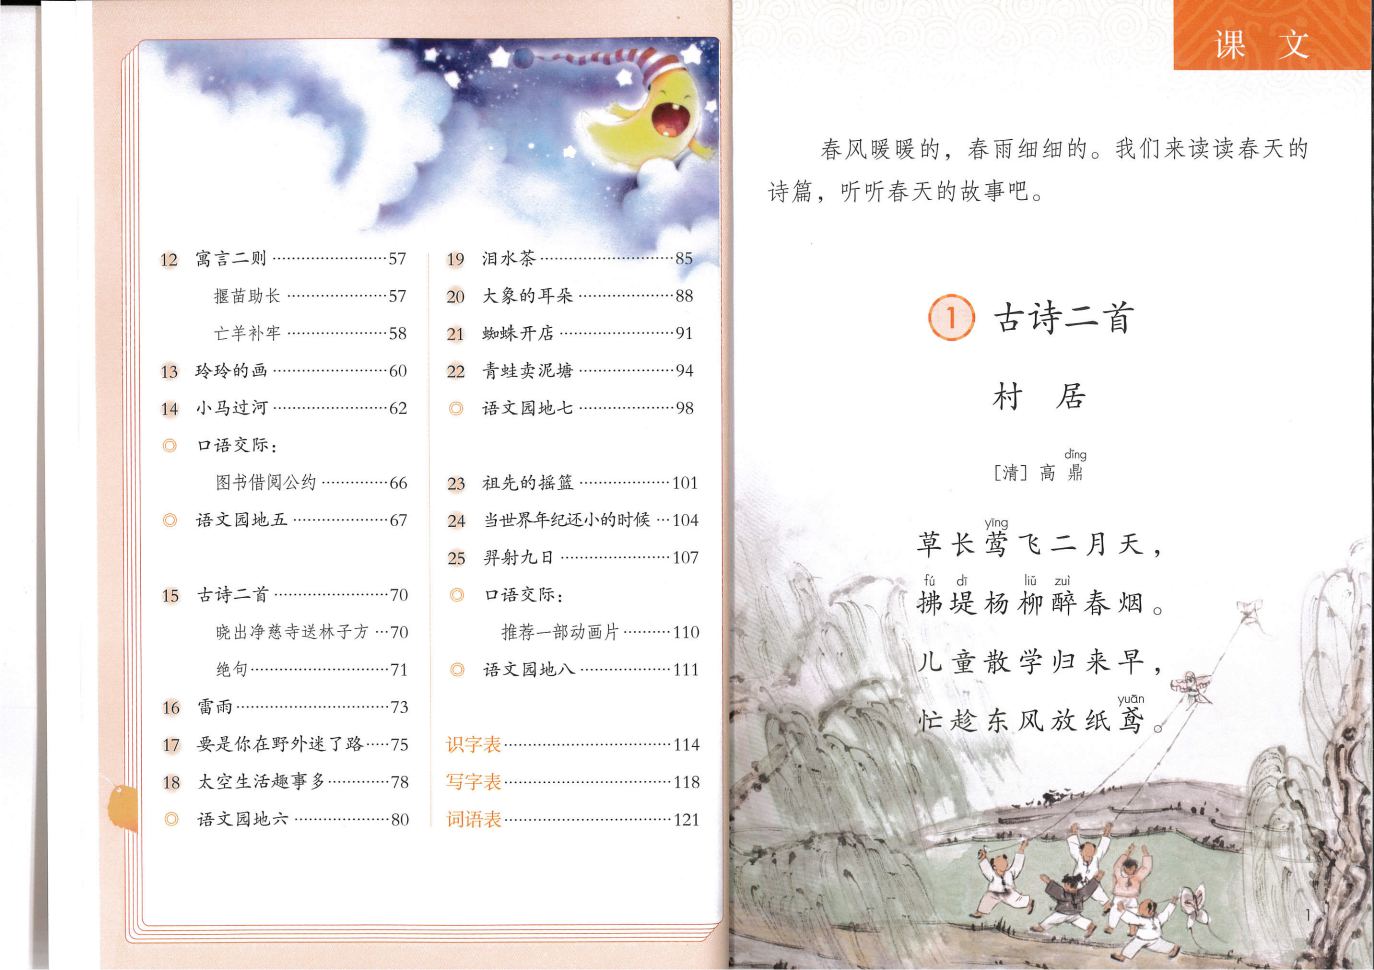 12 寓言二则 ……………………57
揠苗助长 …………………57
亡羊补牢 …………………58
13 玲玲的画 …………………60
14 小马过河 …………………62
◎ 口语交际：
图书借阅公约 …………66
◎ 语文园地五 ………………67
15 古诗二首 …………………70
晓出净慈寺送林子方 …70
绝句 ………………………71
16 雷雨 ………………………73
17 要是你在野外迷了路 ……75
18 太空生活趣事多 …………78
◎ 语文园地六 ………………80
19 泪水茶 ……………………85
20 大象的耳朵 ………………88
21 蜘蛛开店 …………………91
22 青蛙卖泥塘 ………………94
◎ 语文园地七 ………………98
23 祖先的摇篮 ………………101
24 当世界年纪还小的时候 …104
25 羿射九日 …………………107
◎ 口语交际：
推荐一部动画片 ………110
◎ 语文园地八 ………………111
识字表 …………………………114
写字表 …………………………118
词语表 …………………………121
课 文
春风暖暖的，春雨细细的。我们来读读春天的
诗篇，听听春天的故事吧。
1 古诗二首
村 居
dǐng
［清］高 鼎
yīng
草长莺飞二月天，
fú dī liǔ zuì
拂堤杨柳醉春烟。
儿童散学归来早，
yuān
忙趁东风放纸鸢。
1